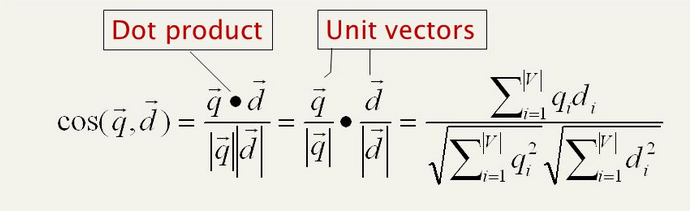 Dot product
Unit vectors
cos(q⃗, d⃗) = (q⃗ • d⃗) / (|q⃗||d⃗|) = q⃗/|q⃗| • d⃗/|d⃗| = (∑_{i=1}^{|V|} q_i d_i) / (√(∑_{i=1}^{|V|} q_i^2) √(∑_{i=1}^{|V|} d_i^2))